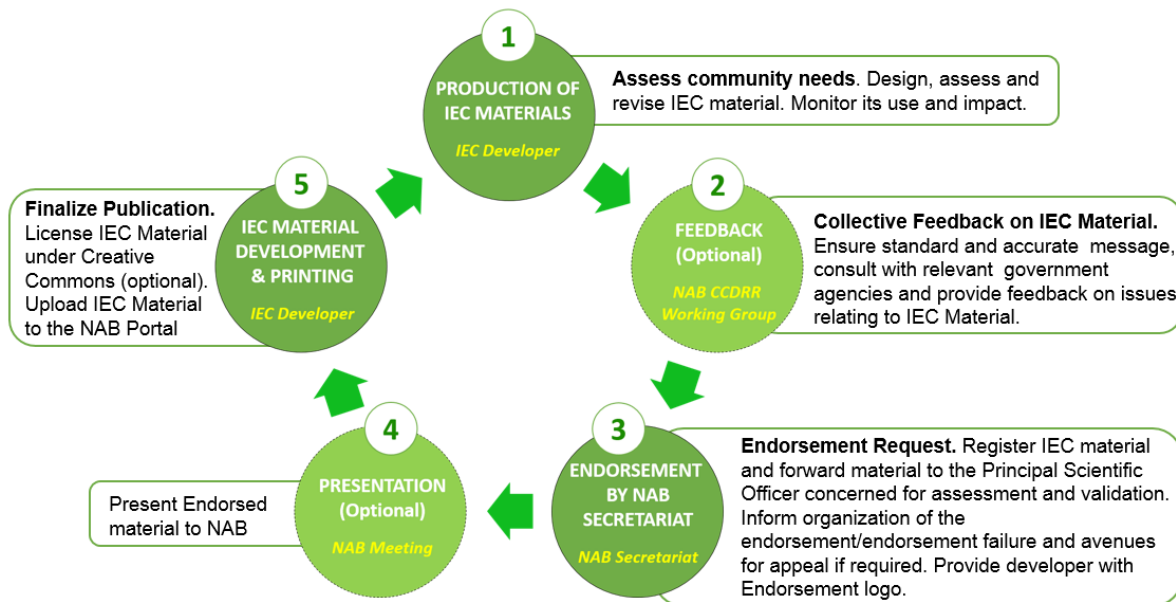 1
PRODUCTION OF
IEC MATERIALS
IEC Developer
Assess community needs. Design, assess and
revise IEC material. Monitor its use and impact.
2
FEEDBACK
(Optional)
NAB CCDRR
Working Group
Collective Feedback on IEC Material.
Ensure standard and accurate message,
consult with relevant government
agencies and provide feedback on issues
relating to IEC Material.
3
ENDORSEMENT
BY NAB
SECRETARIAT
NAB Secretariat
Endorsement Request. Register IEC material
and forward material to the Principal Scientific
Officer concerned for assessment and validation.
Inform organization of the
endorsement/endorsement failure and avenues
for appeal if required. Provide developer with
Endorsement logo.
4
PRESENTATION
(Optional)
NAB Meeting
Present Endorsed
material to NAB
5
IEC MATERIAL
DEVELOPMENT
& PRINTING
IEC Developer
Finalize Publication.
License IEC Material
under Creative
Commons (optional).
Upload IEC Material
to the NAB Portal